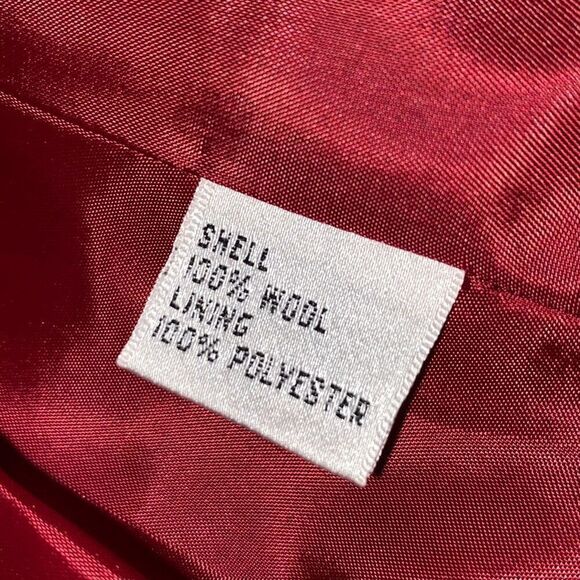 SHELL
100% WOOL
LINING
100% POLYESTER